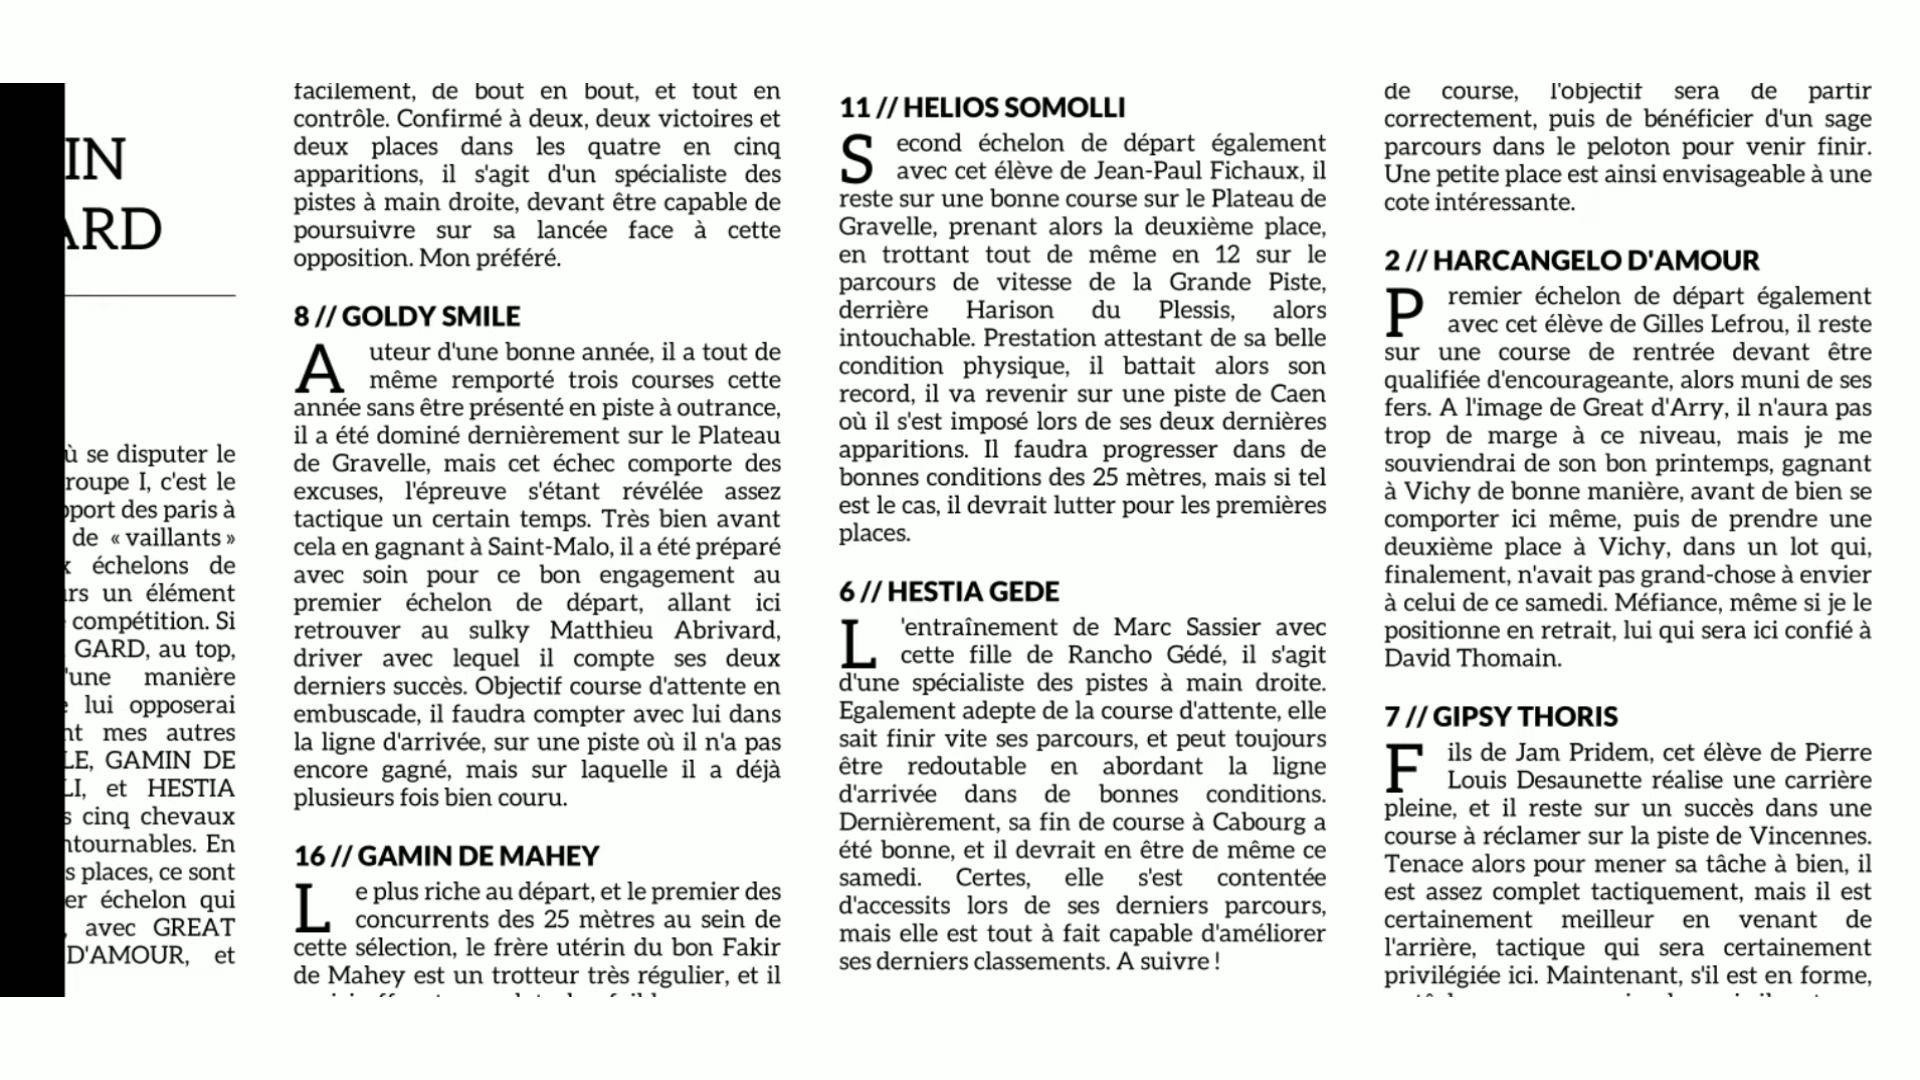 IN
ARD
ù se disputer le
roupe I, c'est le
pport des paris à
de « vaillants »
échelons de
urs un élément
compétition. Si
GARD, au top,
'une manière
lui opposerai
nt mes autres
LE, GAMIN DE
LI, et HESTIA
s cinq chevaux
ntournables. En
s places, ce sont
er échelon qui
, avec GREAT
D'AMOUR, et
facilement, de bout en bout, et tout en
contrôle. Confirmé à deux, deux victoires et
deux places dans les quatre en cinq
apparitions, il s'agit d'un spécialiste des
pistes à main droite, devant être capable de
poursuivre sur sa lancée face à cette
opposition. Mon préféré.
8 // GOLDY SMILE
Auteur d'une bonne année, il a tout de
même remporté trois courses cette
année sans être présenté en piste à outrance,
il a été dominé dernièrement sur le Plateau
de Gravelle, mais cet échec comporte des
excuses, l'épreuve s'étant révélée assez
tactique un certain temps. Très bien avant
cela en gagnant à Saint-Malo, il a été préparé
avec soin pour ce bon engagement au
premier échelon de départ, allant ici
retrouver au sulky Matthieu Abrivard,
driver avec lequel il compte ses deux
derniers succès. Objectif course d'attente en
embuscade, il faudra compter avec lui dans
la ligne d'arrivée, sur une piste où il n'a pas
encore gagné, mais sur laquelle il a déjà
plusieurs fois bien couru.
16 // GAMIN DE MAHEY
Le plus riche au départ, et le premier des
concurrents des 25 mètres au sein de
cette sélection, le frère utérin du bon Fakir
de Mahey est un trotteur très régulier, et il
11 // HELIOS SOMOLLI
Second échelon de départ également
avec cet élève de Jean-Paul Fichaux, il
reste sur une bonne course sur le Plateau de
Gravelle, prenant alors la deuxième place,
en trottant tout de même en 12 sur le
parcours de vitesse de la Grande Piste,
derrière Harison du Plessis, alors
intouchable. Prestation attestant de sa belle
condition physique, il battait alors son
record, il va revenir sur une piste de Caen
où il s'est imposé lors de ses deux dernières
apparitions. Il faudra progresser dans de
bonnes conditions des 25 mètres, mais si tel
est le cas, il devrait lutter pour les premières
places.
6 // HESTIA GEDE
L'entraînement de Marc Sassier avec
cette fille de Rancho Gédé, il s'agit
d'une spécialiste des pistes à main droite.
Egalement adepte de la course d'attente, elle
sait finir vite ses parcours, et peut toujours
être redoutable en abordant la ligne
d'arrivée dans de bonnes conditions.
Dernièrement, sa fin de course à Cabourg a
été bonne, et il devrait en être de même ce
samedi. Certes, elle s'est contentée
d'accessits lors de ses derniers parcours,
mais elle est tout à fait capable d'améliorer
ses derniers classements. A suivre !
de course, l'objectif sera de partir
correctement, puis de bénéficier d'un sage
parcours dans le peloton pour venir finir.
Une petite place est ainsi envisageable à une
cote intéressante.
2 // HARCANGELO D'AMOUR
Premier échelon de départ également
avec cet élève de Gilles Lefrou, il reste
sur une course de rentrée devant être
qualifiée d'encourageante, alors muni de ses
fers. A l'image de Great d'Arry, il n'aura pas
trop de marge à ce niveau, mais je me
souviendrai de son bon printemps, gagnant
à Vichy de bonne manière, avant de bien se
comporter ici même, puis de prendre une
deuxième place à Vichy, dans un lot qui,
finalement, n'avait pas grand-chose à envier
à celui de ce samedi. Méfiance, même si je le
positionne en retrait, lui qui sera ici confié à
David Thomain.
7 // GIPSY THORIS
Fils de Jam Pridem, cet élève de Pierre
Louis Desaunette réalise une carrière
pleine, et il reste sur un succès dans une
course à réclamer sur la piste de Vincennes.
Tenace alors pour mener sa tâche à bien, il
est assez complet tactiquement, mais il est
certainement meilleur en venant de
l'arrière, tactique qui sera certainement
privilégiée ici. Maintenant, s'il est en forme,